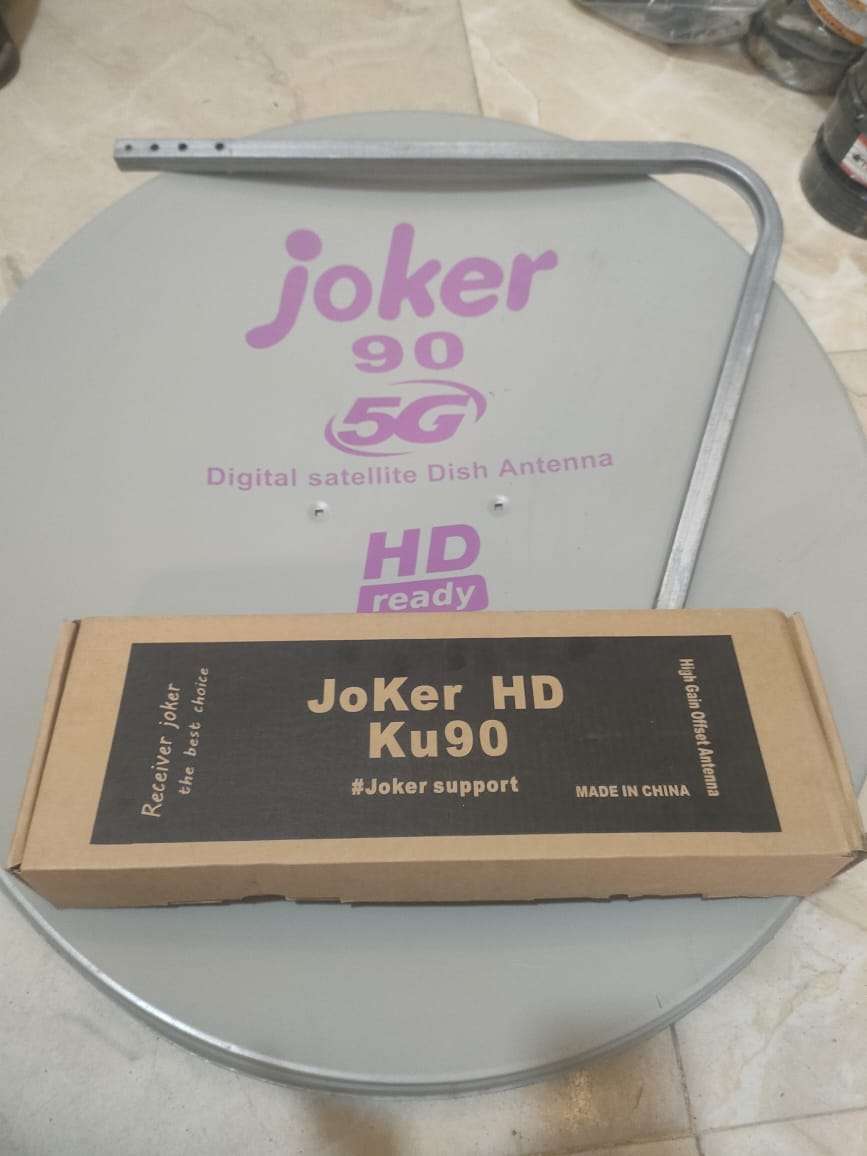 joker
90
5G
Digital satellite Dish Antenna
HD
ready
JoKer HD
Ku90
#Joker support
MADE IN CHINA
Receiver joker
the best choice
High Gain Offset Antenna